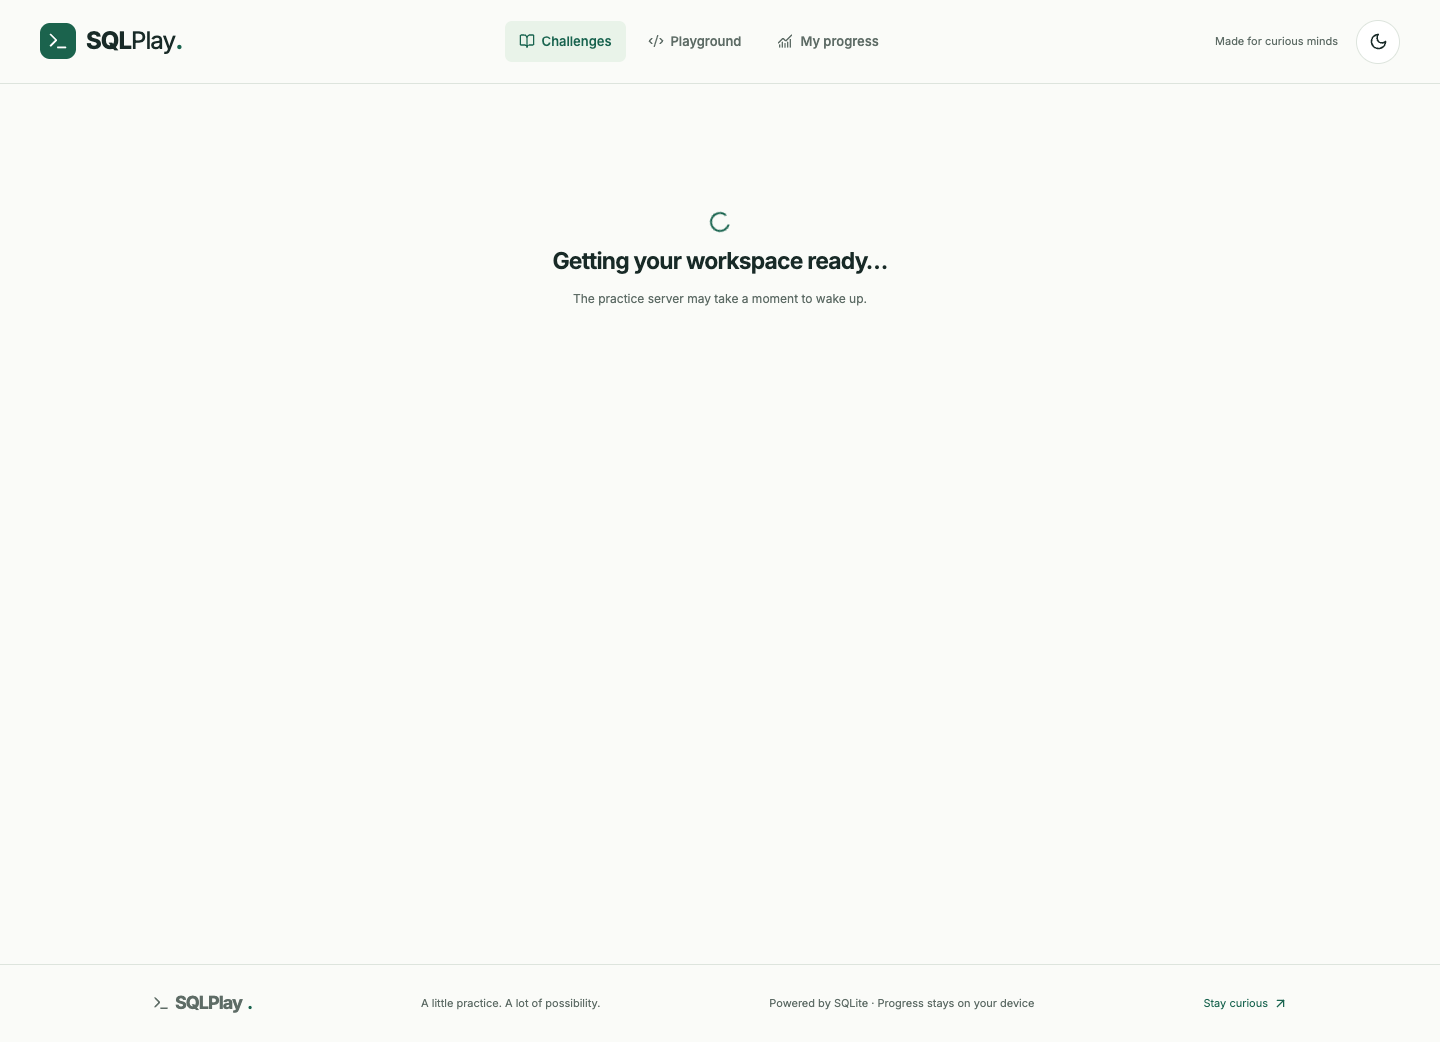 SQLPlay.
Challenges
Playground
My progress
Made for curious minds
Getting your workspace ready...
The practice server may take a moment to wake up.
SQLPlay .
A little practice. A lot of possibility.
Powered by SQLite · Progress stays on your device
Stay curious